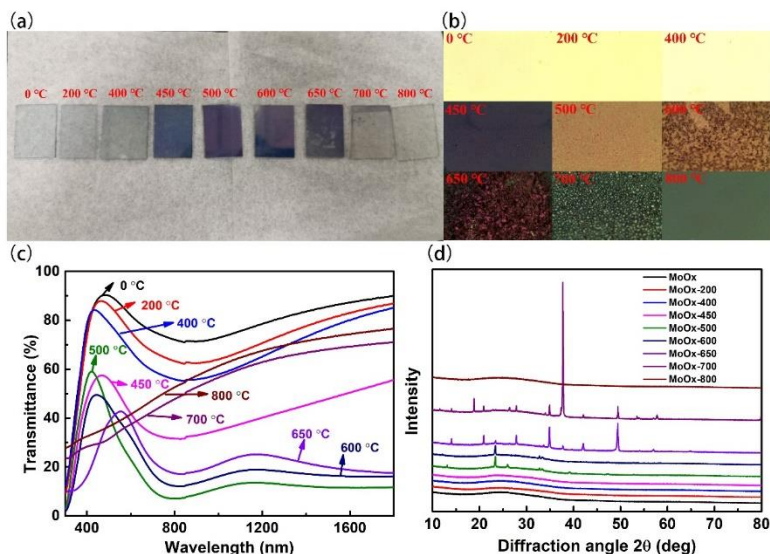 (a)
0 °C 200 °C 400 °C 450 °C 500 °C 600 °C 650 °C 700 °C 800 °C
(b)
0 °C 200 °C 400 °C
450 °C 500 °C 600 °C
650 °C 700 °C 800 °C
(c)
100
80
60
40
20
0
Transmittance (%)
0 °C
200 °C
400 °C
500 °C
450 °C
800 °C
700 °C
650 °C
600 °C
400 800 1200 1600
Wavelength (nm)
(d)
Intensity
MoOx
MoOx-200
MoOx-400
MoOx-450
MoOx-500
MoOx-600
MoOx-650
MoOx-700
MoOx-800
10 20 30 40 50 60 70 80
Diffraction angle 2θ (deg)